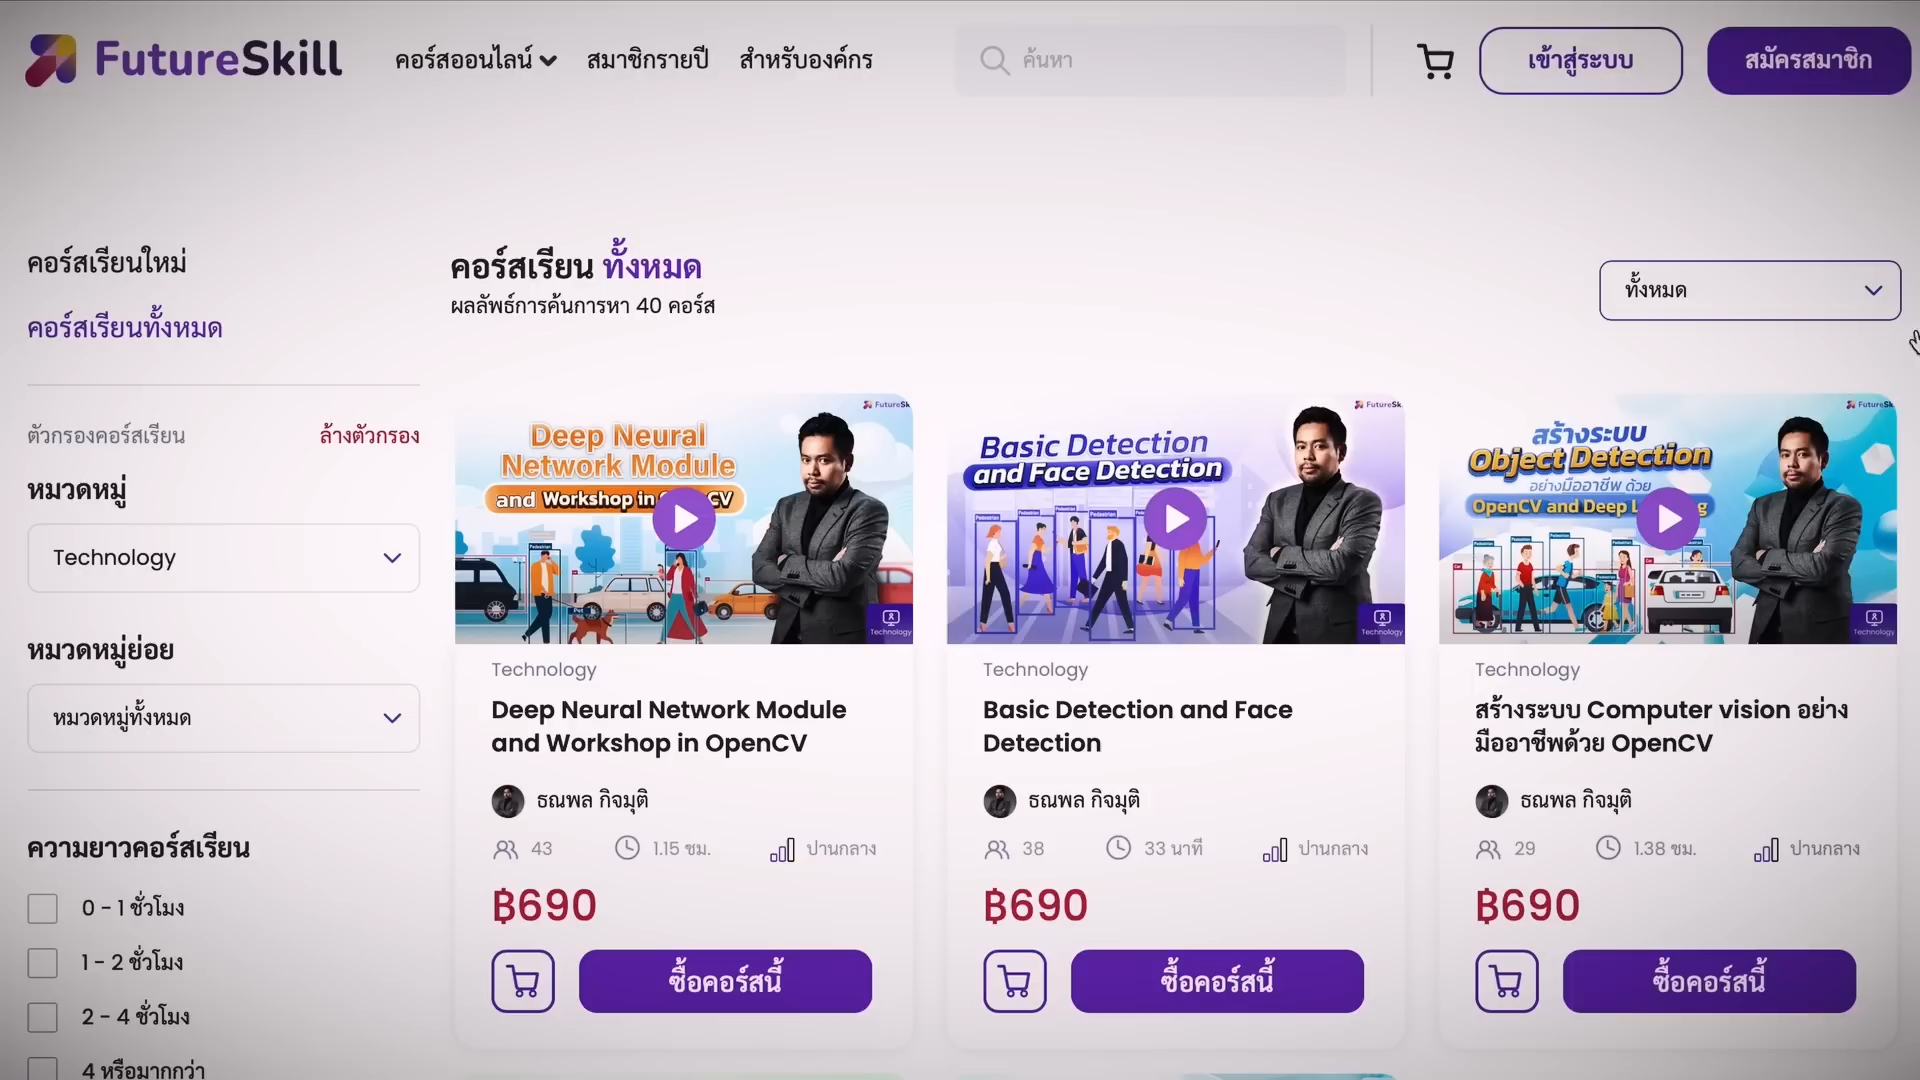 FutureSkill
คอร์สออนไลน์
สมาชิกรายปี
สำหรับองค์กร
ค้นหา
เข้าสู่ระบบ
สมัครสมาชิก
คอร์สเรียนใหม่
คอร์สเรียนทั้งหมด
ตัวกรองคอร์สเรียน
ล้างตัวกรอง
หมวดหมู่
Technology
หมวดหมู่ย่อย
หมวดหมู่ทั้งหมด
ความยาวคอร์สเรียน
0 - 1 ชั่วโมง
1 - 2 ชั่วโมง
2 - 4 ชั่วโมง
4 หรือมากกว่า
คอร์สเรียน ทั้งหมด
ผลลัพธ์การค้นการหา 40 คอร์ส
ทั้งหมด
FutureSk
Deep Neural
Network Module
and Workshop in
CV
Technology
Technology
Deep Neural Network Module
and Workshop in OpenCV
ธณพล กิจมุติ
43
1.15 ชม.
ปานกลาง
฿690
ซื้อคอร์สนี้
FutureSk
Basic Detection
and Face Detection
Technology
Technology
Basic Detection and Face
Detection
ธณพล กิจมุติ
38
33 นาที
ปานกลาง
฿690
ซื้อคอร์สนี้
FutureSk
สร้างระบบ
Object Detection
อย่างมืออาชีพ ด้วย
OpenCV and Deep L
g
Technology
Technology
สร้างระบบ Computer vision อย่าง
มืออาชีพด้วย OpenCV
ธณพล กิจมุติ
29
1.38 ชม.
ปานกลาง
฿690
ซื้อคอร์สนี้